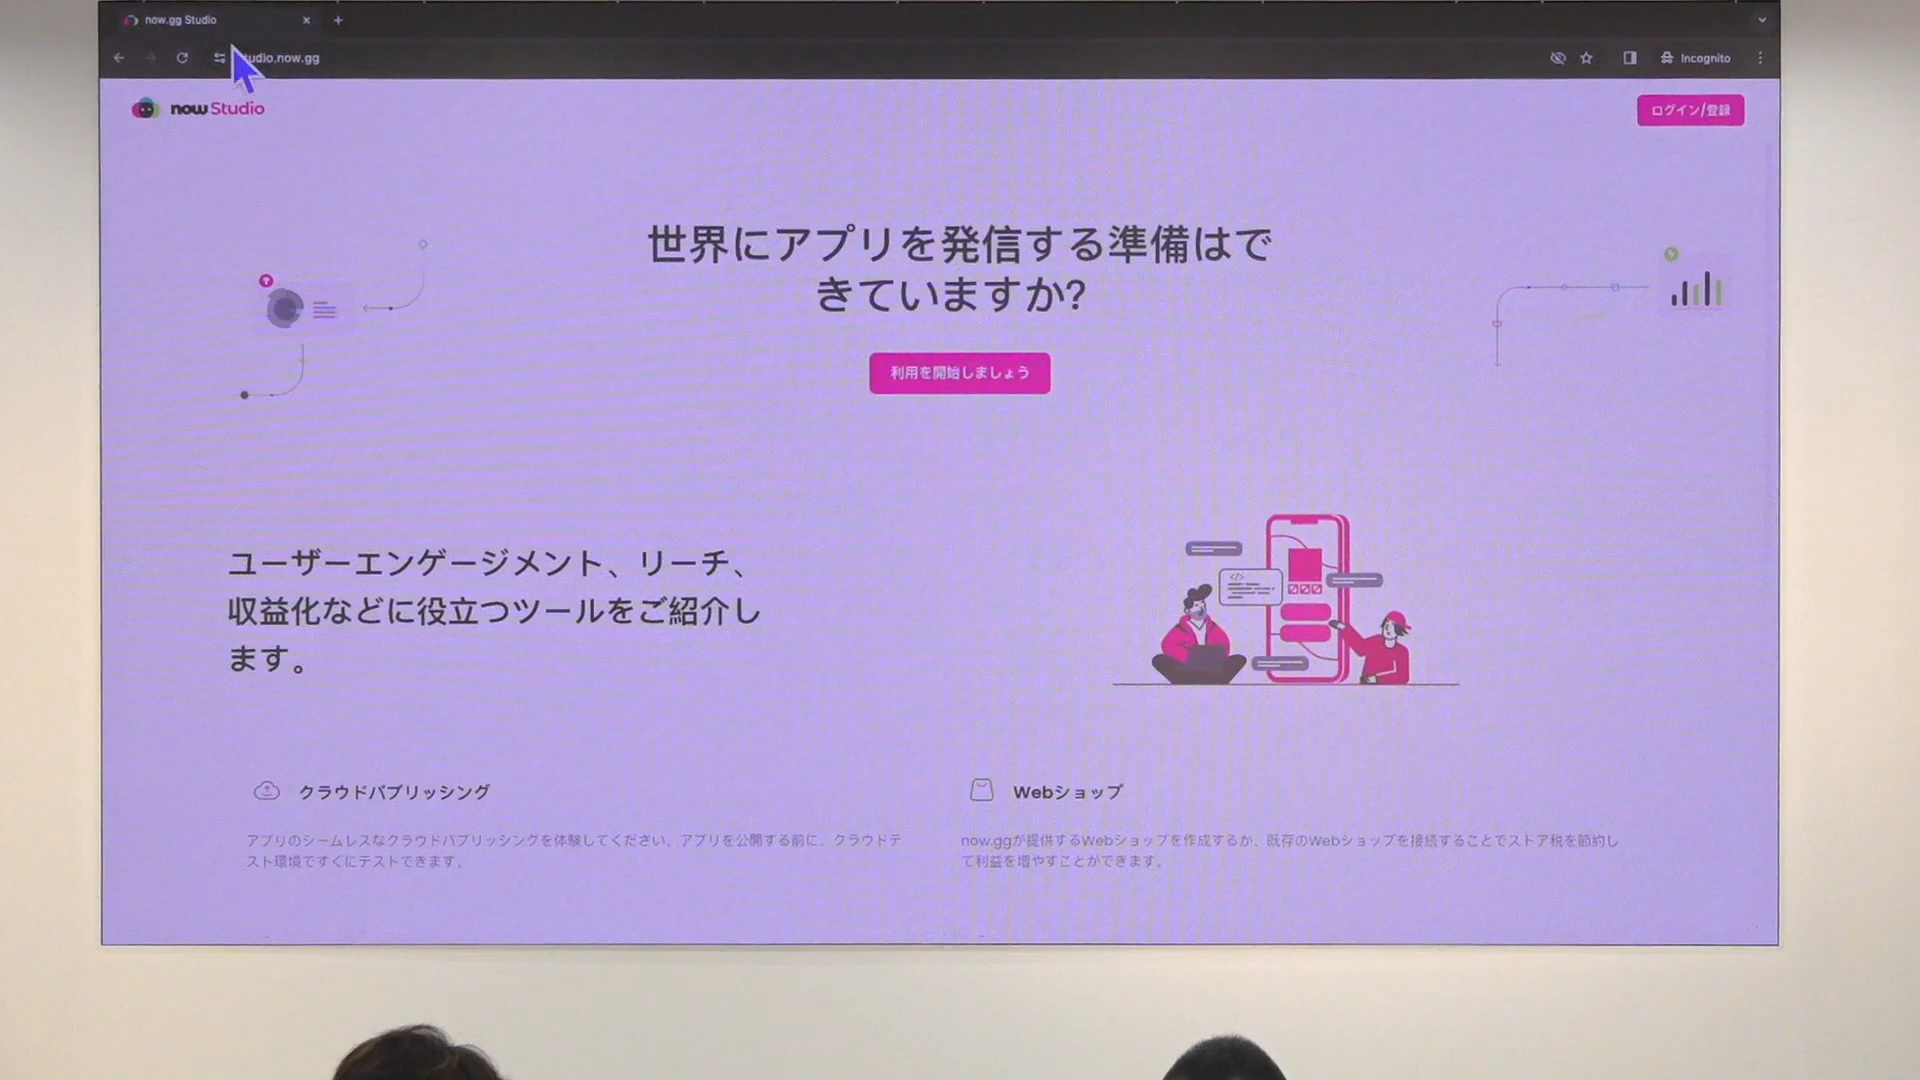 now.gg Studio
studio.now.gg
Incognito
now Studio
ログイン/登録
世界にアプリを発信する準備はで
きていますか?
利用を開始しましょう
ユーザーエンゲージメント、リーチ、
収益化などに役立つツールをご紹介し
ます。
クラウドパブリッシング
アプリのシームレスなクラウドパブリッシングを体験してください。アプリを公開する前に、クラウドテ
スト環境ですぐにテストできます。
Webショップ
now.ggが提供するWebショップを作成するか、既存のWebショップを接続することでストア税を節約し
て利益を増やすことができます。